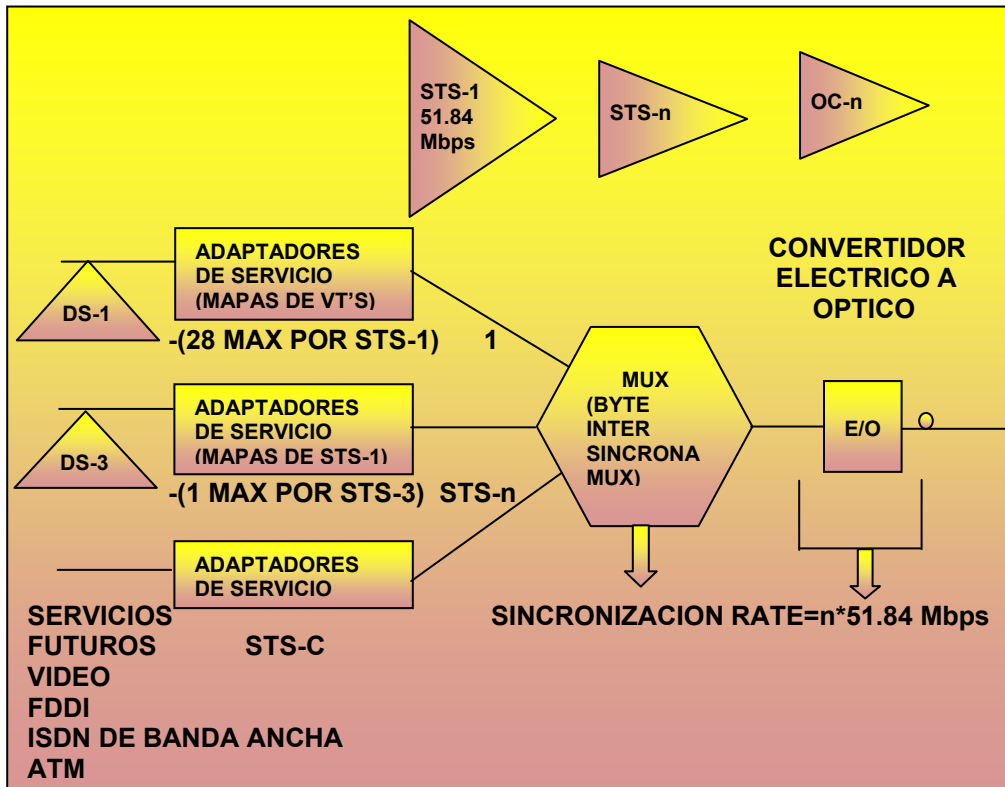 STS-1
51.84
Mbps
STS-n
OC-n
CONVERTIDOR
ELECTRICO A
OPTICO
DS-1
ADAPTADORES
DE SERVICIO
(MAPAS DE VT'S)
-(28 MAX POR STS-1) 1
DS-3
ADAPTADORES
DE SERVICIO
(MAPAS DE STS-1)
-(1 MAX POR STS-3) STS-n
MUX
(BYTE
INTER
SINCRONA
MUX)
E/O
ADAPTADORES
DE SERVICIO
SINCRONIZACION RATE=n*51.84 Mbps
SERVICIOS
FUTUROS STS-C
VIDEO
FDDI
ISDN DE BANDA ANCHA
ATM